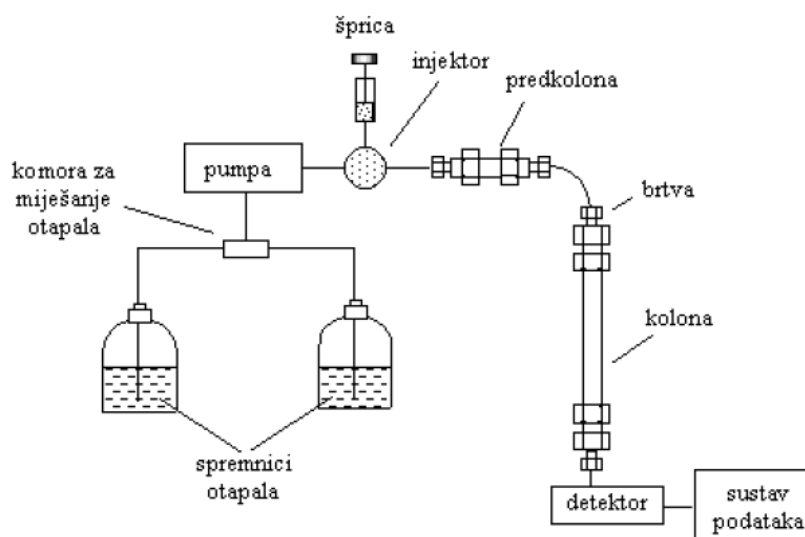 šprica
injektor
predkolona
komora za
miješanje
otapala
pumpa
brtva
kolona
spremnici
otapala
detektor
sustav
podataka